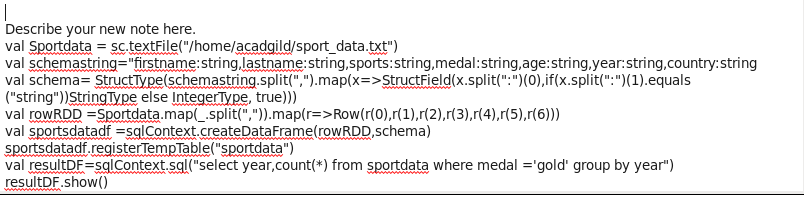 Describe your new note here.
val Sportdata = sc.textFile("/home/acadgild/sport_data.txt")
val schemastring="firstname:string,lastname:string,sports:string,medal:string,age:string,year:string,country:string
val schema= StructType(schemastring.split(",").map(x=>StructField(x.split(":")(0),if(x.split(":")(1).equals
("string"))StringType else IntegerType, true)))
val rowRDD =Sportdata.map(_.split(",")).map(r=>Row(r(0),r(1),r(2),r(3),r(4),r(5),r(6)))
val sportsdatadf =sqlContext.createDataFrame(rowRDD,schema)
sportsdatadf.registerTempTable("sportdata")
val resultDF=sqlContext.sql("select year,count(*) from sportdata where medal ='gold' group by year")
resultDF.show()